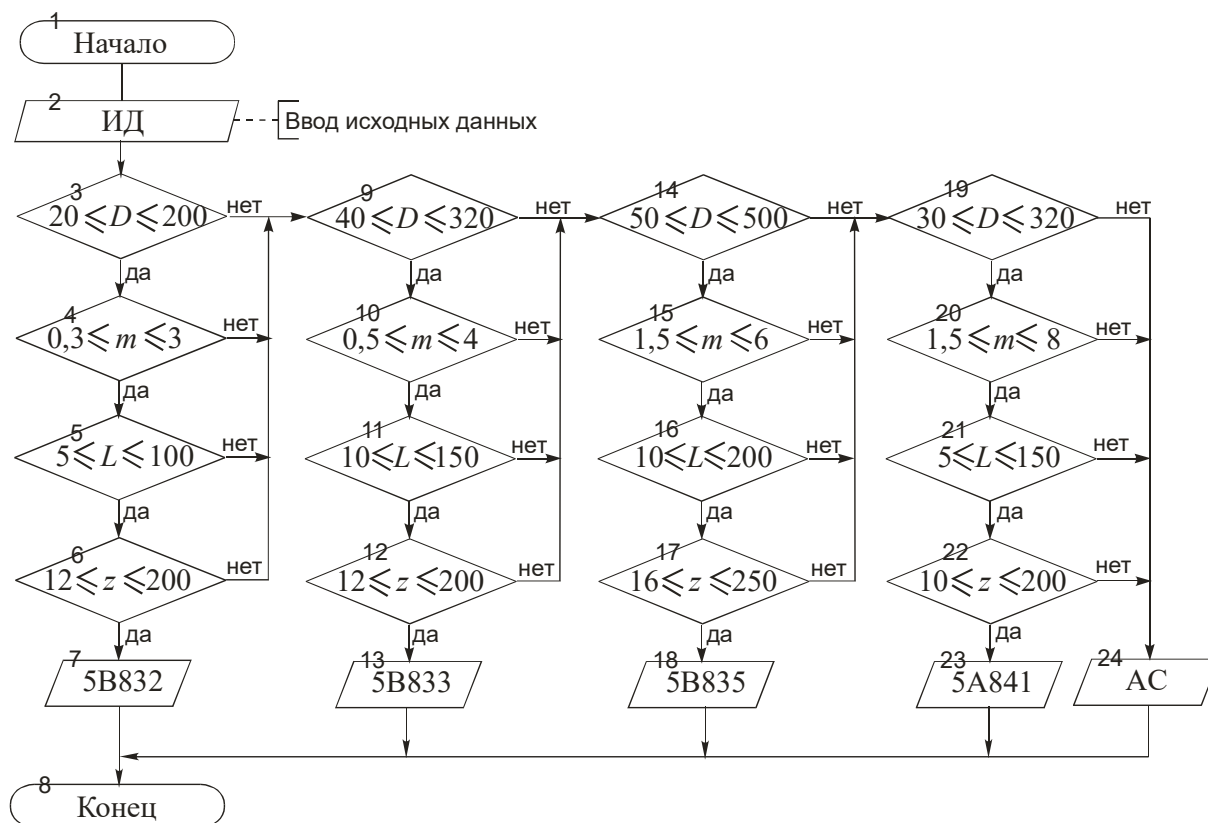 1
Начало
2
ИД
Ввод исходных данных
3
20 ≤ D ≤ 200
нет
да
4
0,3 ≤ m ≤ 3
нет
да
5
5 ≤ L ≤ 100
нет
да
6
12 ≤ z ≤ 200
нет
да
7
5В832
8
Конец
9
40 ≤ D ≤ 320
нет
да
10
0,5 ≤ m ≤ 4
нет
да
11
10 ≤ L ≤ 150
нет
да
12
12 ≤ z ≤ 200
нет
да
13
5В833
14
50 ≤ D ≤ 500
нет
да
15
1,5 ≤ m ≤ 6
нет
да
16
10 ≤ L ≤ 200
нет
да
17
16 ≤ z ≤ 250
нет
да
18
5В835
19
30 ≤ D ≤ 320
нет
да
20
1,5 ≤ m ≤ 8
нет
да
21
5 ≤ L ≤ 150
нет
да
22
10 ≤ z ≤ 200
нет
да
23
5А841
24
АС